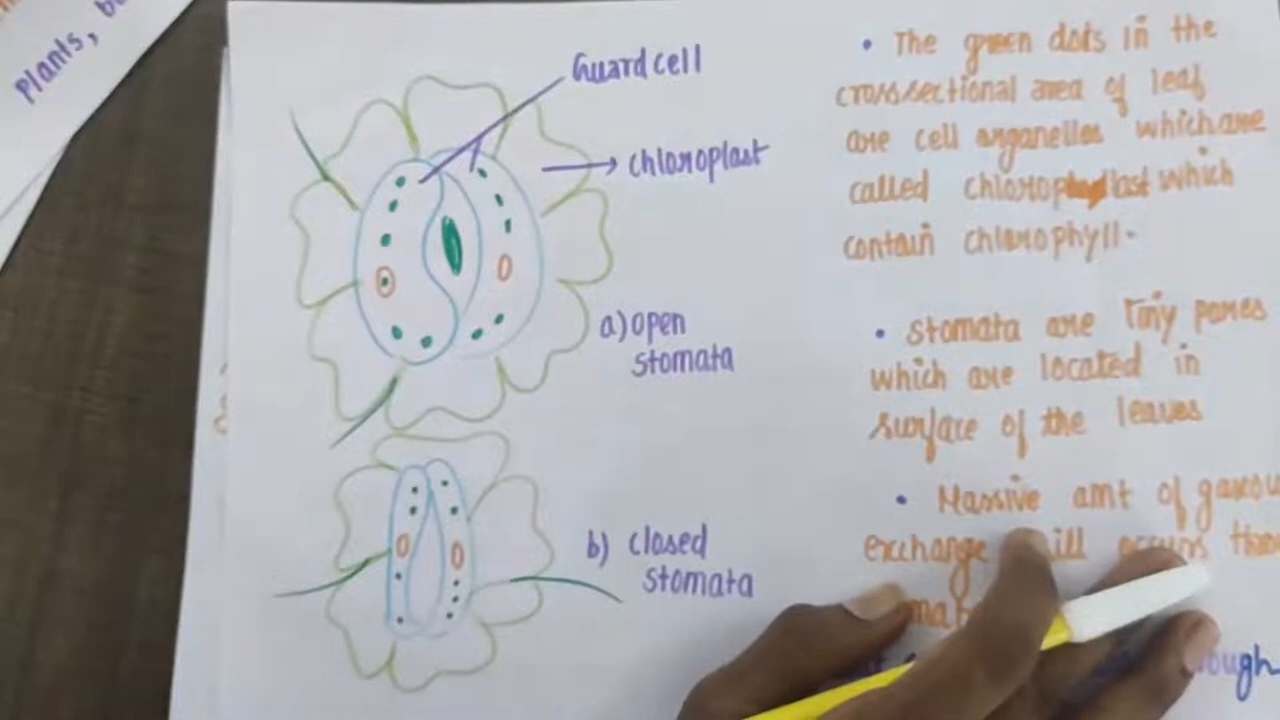 Plants,
Guard cell
chloroplast
a) open
stomata
b) closed
stomata
• The green dots in the
crosssectional area of leaf
are cell organelles which are
called chloroplast which
contain chlorophyll.
• stomata are Tiny pores
which are located in
surface of the leaves
• Massive amt of
exchange occurs